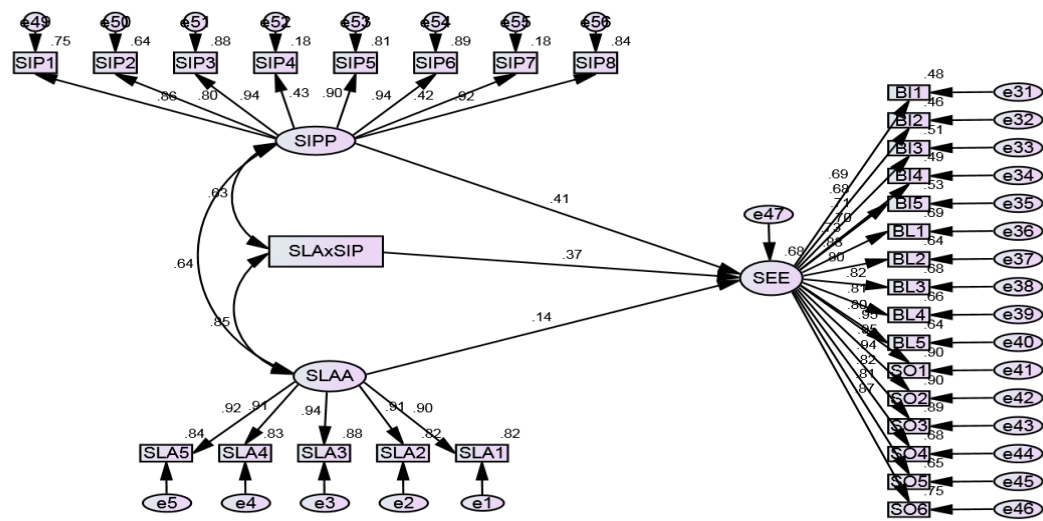 e49 e50 e51 e52 e53 e54 e55 e56
.75 .64 .88 .18 .81 .89 .18 .84
SIP1 SIP2 SIP3 SIP4 SIP5 SIP6 SIP7 SIP8
.86 .80 .94 .43 .90 .94 .42 .92
SIPP
.63
.41
SLAxSIP
.37
.64
.85
.14
SLAA
.92 .91 .94 .91 .90
.84 .83 .88 .82 .82
SLA5 SLA4 SLA3 SLA2 SLA1
e5 e4 e3 e2 e1
e47
.68
SEE
.69
.68
.71
.70
.73
.83
.80
.82
.81
.80
.95
.95
.94
.82
.81
.87
.48
BI1 e31
.46
BI2 e32
.51
BI3 e33
.49
BI4 e34
.53
BI5 e35
.69
BL1 e36
.64
BL2 e37
.68
BL3 e38
.66
BL4 e39
.64
BL5 e40
.90
SO1 e41
.90
SO2 e42
.89
SO3 e43
.68
SO4 e44
.65
SO5 e45
.75
SO6 e46